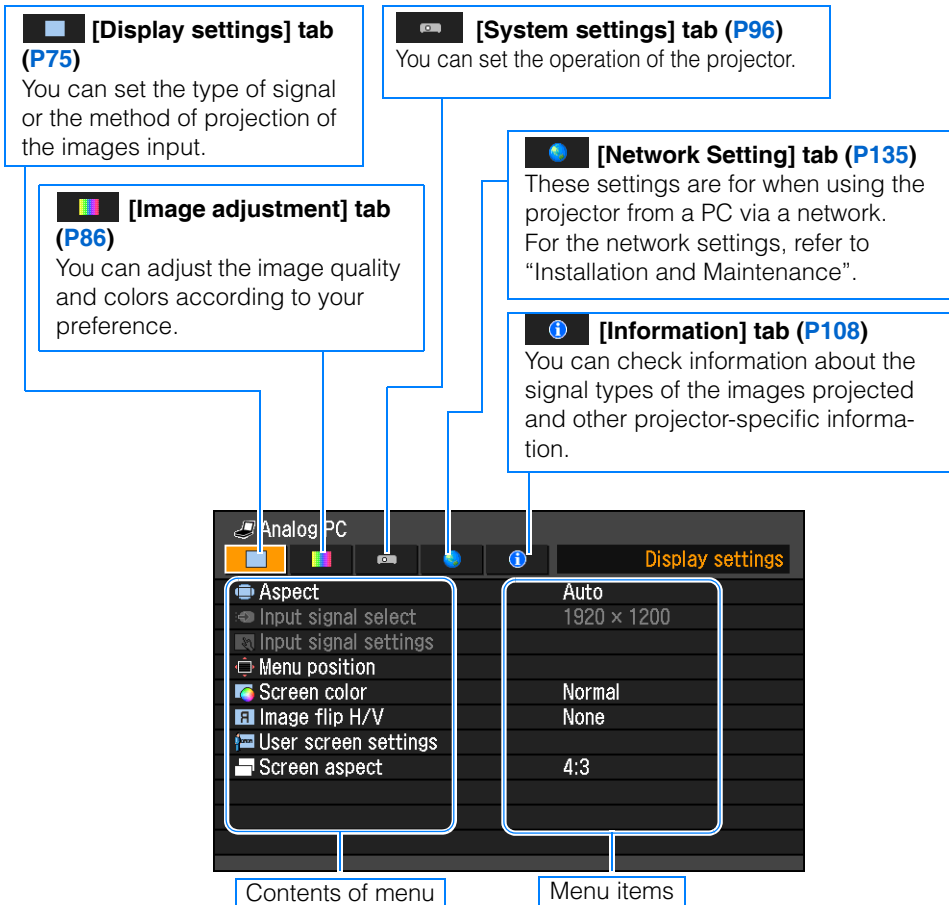 [Display settings] tab
(P75)
You can set the type of signal
or the method of projection of
the images input.
[System settings] tab (P96)
You can set the operation of the projector.
[Image adjustment] tab
(P86)
You can adjust the image quality
and colors according to your
preference.
[Network Setting] tab (P135)
These settings are for when using the
projector from a PC via a network.
For the network settings, refer to
“Installation and Maintenance”.
[Information] tab (P108)
You can check information about the
signal types of the images projected
and other projector-specific informa-
tion.
Analog PC
Display settings
Aspect Auto
Input signal select 1920 × 1200
Input signal settings
Menu position
Screen color Normal
Image flip H/V None
User screen settings
Screen aspect 4:3
Contents of menu Menu items